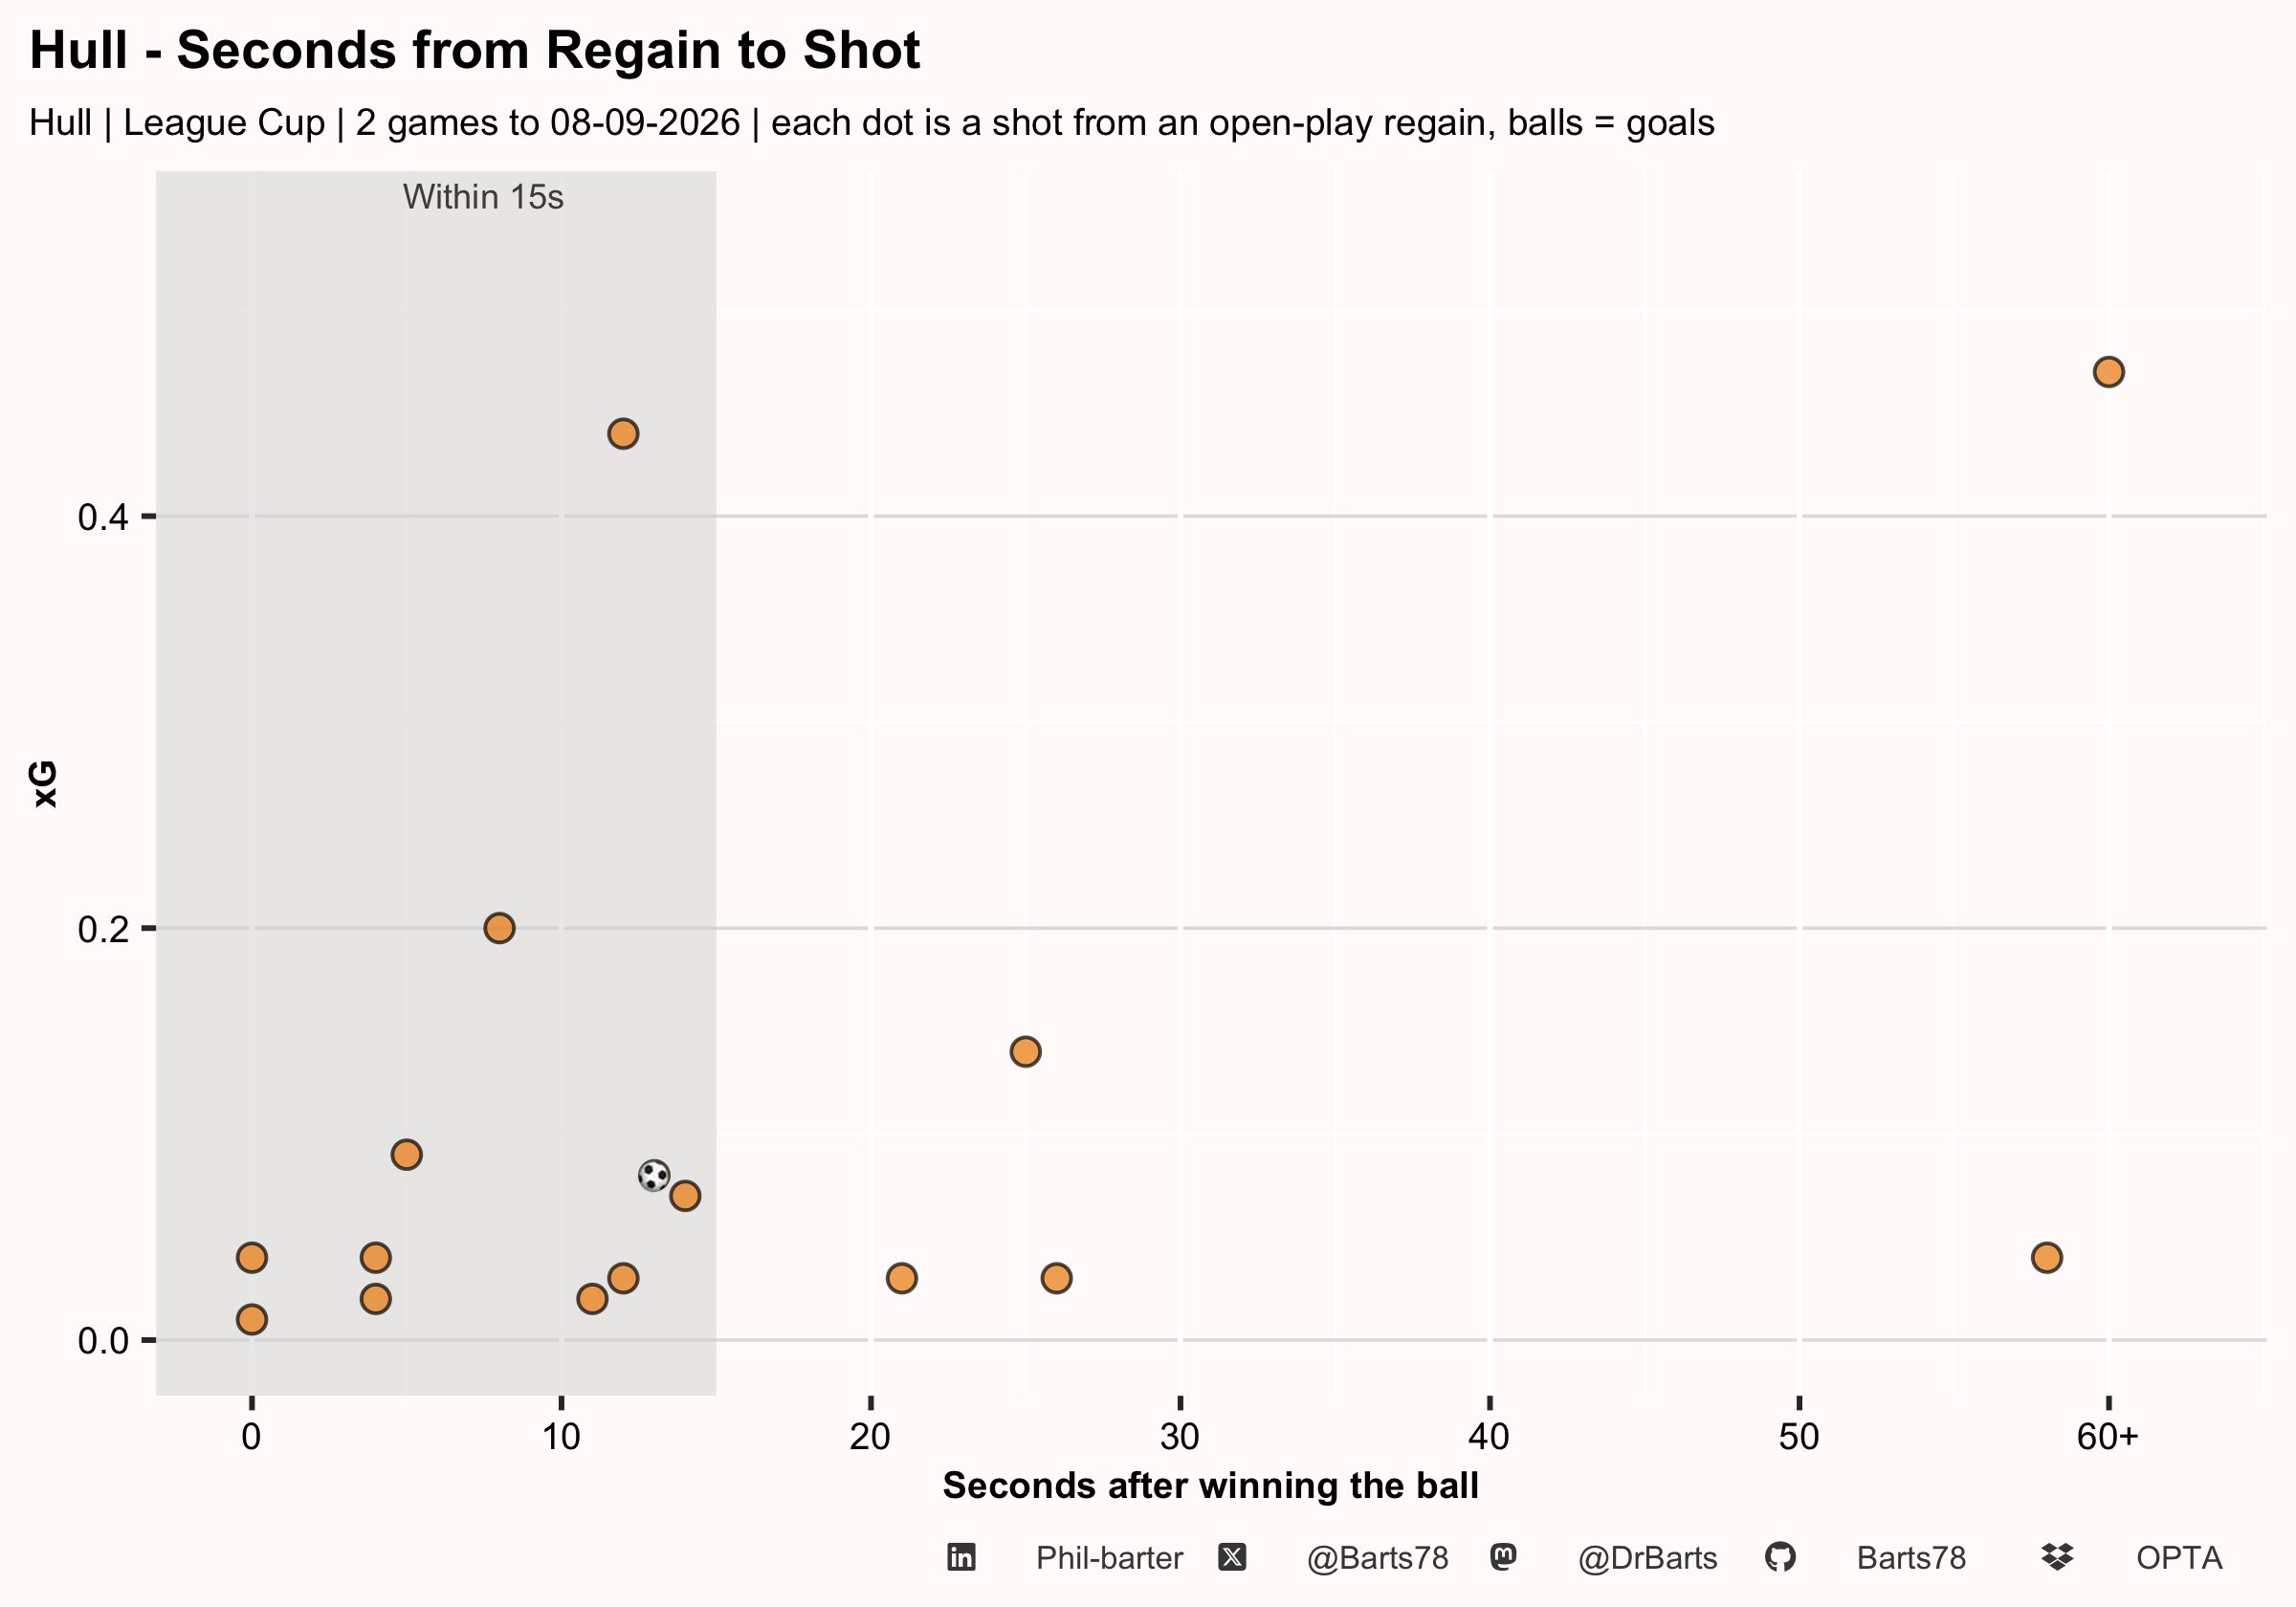 Hull - Seconds from Regain to Shot
Hull | League Cup | 2 games to 08-09-2026 | each dot is a shot from an open-play regain, balls = goals
Within 15s
xG
0.4
0.2
0.0
0 10 20 30 40 50 60+
Seconds after winning the ball
Phil-barter @Barts78 @DrBarts Barts78 OPTA